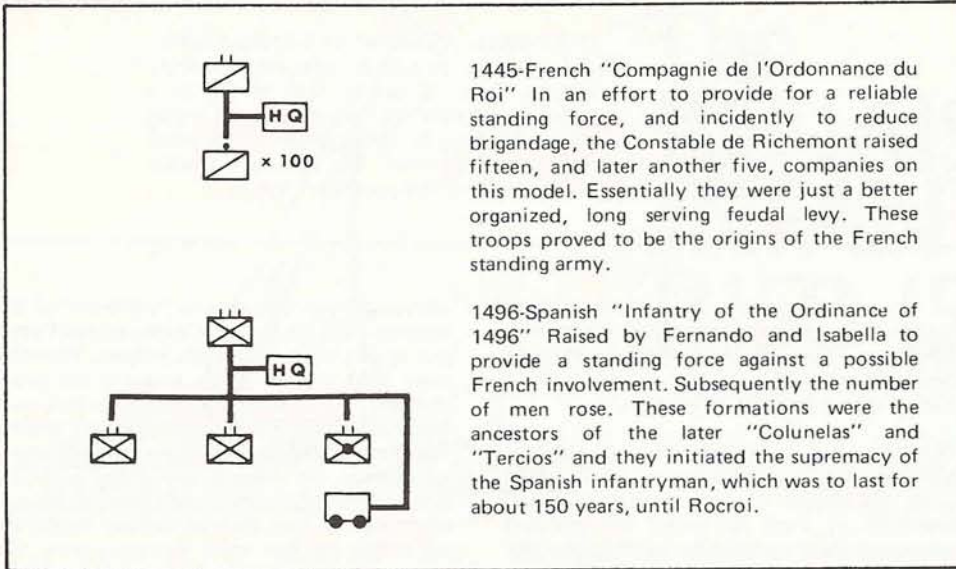 HQ
x 100
1445-French "Compagnie de l'Ordonnance du
Roi" In an effort to provide for a reliable
standing force, and incidently to reduce
brigandage, the Constable de Richemont raised
fifteen, and later another five, companies on
this model. Essentially they were just a better
organized, long serving feudal levy. These
troops proved to be the origins of the French
standing army.
HQ
1496-Spanish "Infantry of the Ordinance of
1496" Raised by Fernando and Isabella to
provide a standing force against a possible
French involvement. Subsequently the number
of men rose. These formations were the
ancestors of the later "Colunelas" and
"Tercios" and they initiated the supremacy of
the Spanish infantryman, which was to last for
about 150 years, until Rocroi.